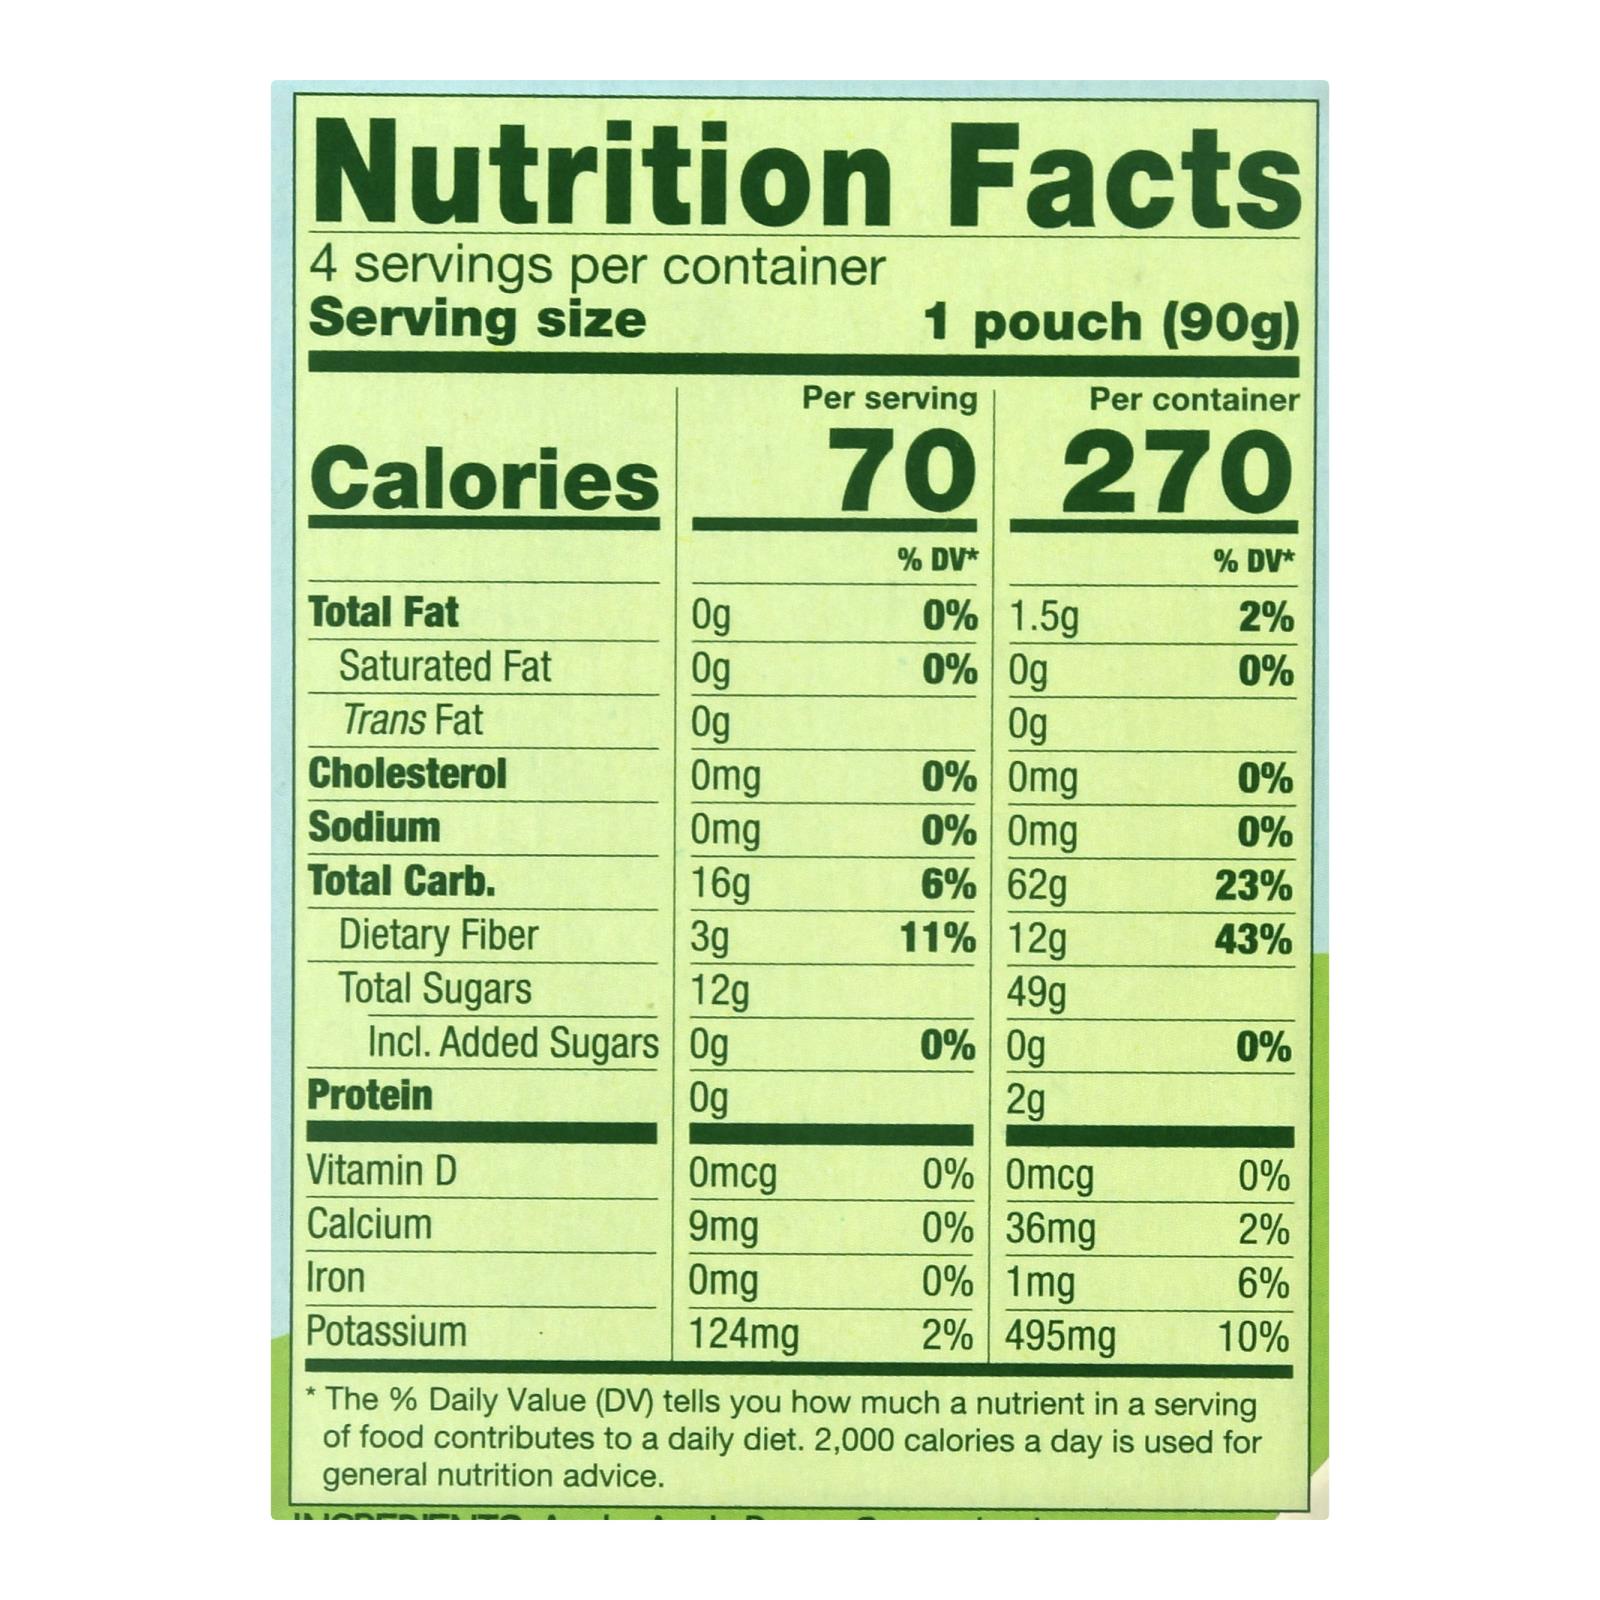 Nutrition Facts
4 servings per container
Serving size 1 pouch (90g)
Per serving Per container
Calories 70 270
% DV* % DV*
Total Fat 0g 0% 1.5g 2%
Saturated Fat 0g 0% 0g 0%
Trans Fat 0g 0g
Cholesterol 0mg 0% 0mg 0%
Sodium 0mg 0% 0mg 0%
Total Carb. 16g 6% 62g 23%
Dietary Fiber 3g 11% 12g 43%
Total Sugars 12g 49g
Incl. Added Sugars 0g 0% 0g 0%
Protein 0g 2g
Vitamin D 0mcg 0% 0mcg 0%
Calcium 9mg 0% 36mg 2%
Iron 0mg 0% 1mg 6%
Potassium 124mg 2% 495mg 10%
* The % Daily Value (DV) tells you how much a nutrient in a serving
of food contributes to a daily diet. 2,000 calories a day is used for
general nutrition advice.
INGREDIENTS: